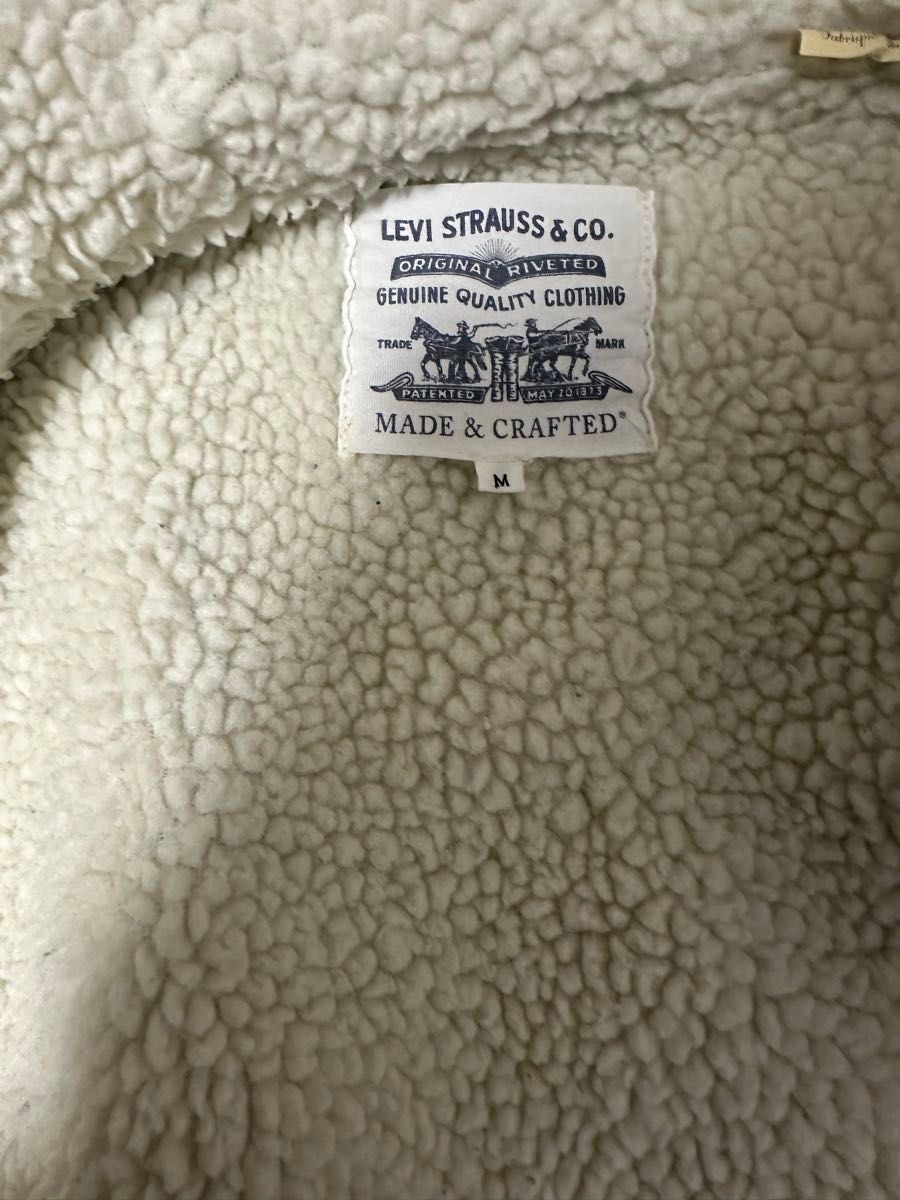 LEVI STRAUSS & CO.
ORIGINAL RIVETED
GENUINE QUALITY CLOTHING
TRADE MARK
PATENTED MAY 20 1873
MADE & CRAFTED®
M